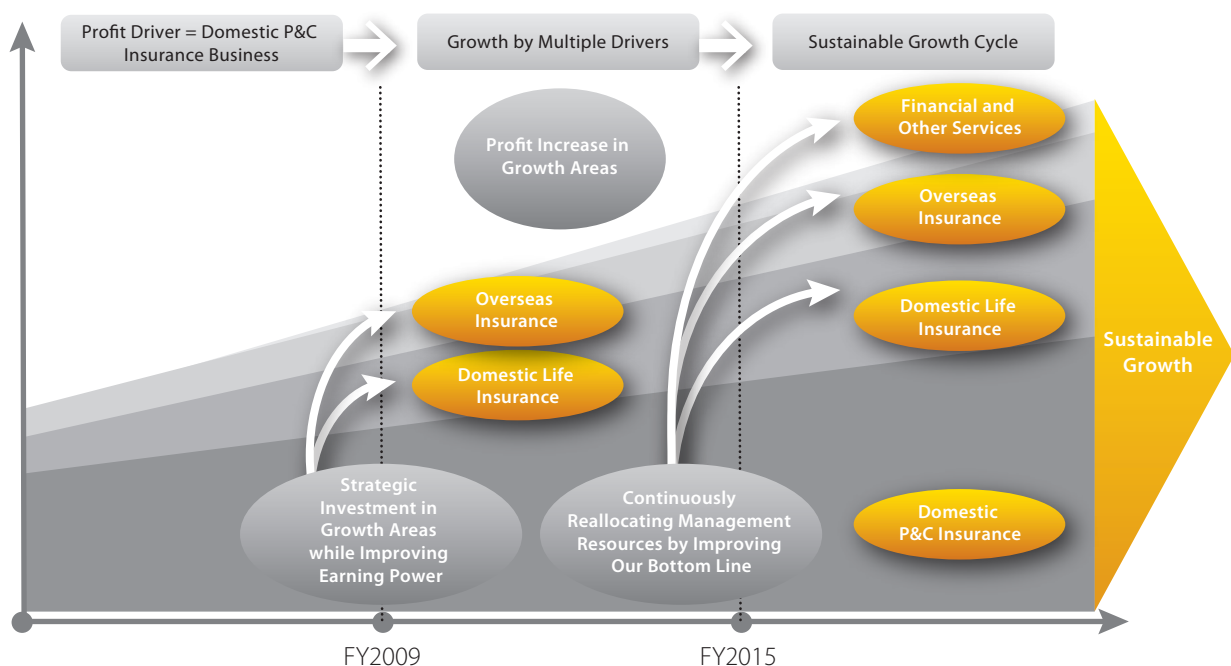 Profit Driver = Domestic P&C
Insurance Business
Growth by Multiple Drivers
Sustainable Growth Cycle
Financial and
Other Services
Profit Increase in
Growth Areas
Overseas
Insurance
Overseas
Insurance
Domestic Life
Insurance
Domestic Life
Insurance
Sustainable
Growth
Strategic
Investment in
Growth Areas
while Improving
Earning Power
Continuously
Reallocating Management
Resources by Improving
Our Bottom Line
Domestic
P&C Insurance
FY2009
FY2015